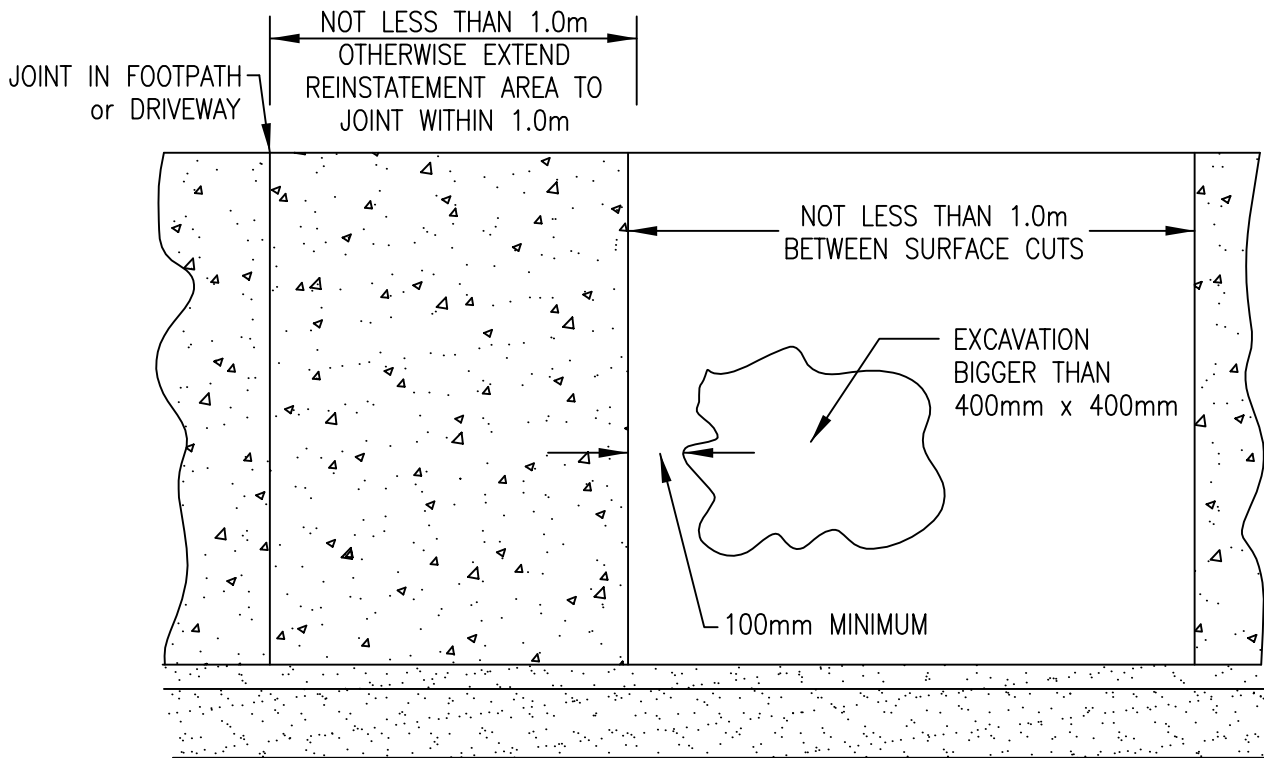 NOT LESS THAN 1.0m
OTHERWISE EXTEND
REINSTATEMENT AREA TO
JOINT WITHIN 1.0m
JOINT IN FOOTPATH
or DRIVEWAY
NOT LESS THAN 1.0m
BETWEEN SURFACE CUTS
EXCAVATION
BIGGER THAN
400mm x 400mm
100mm MINIMUM